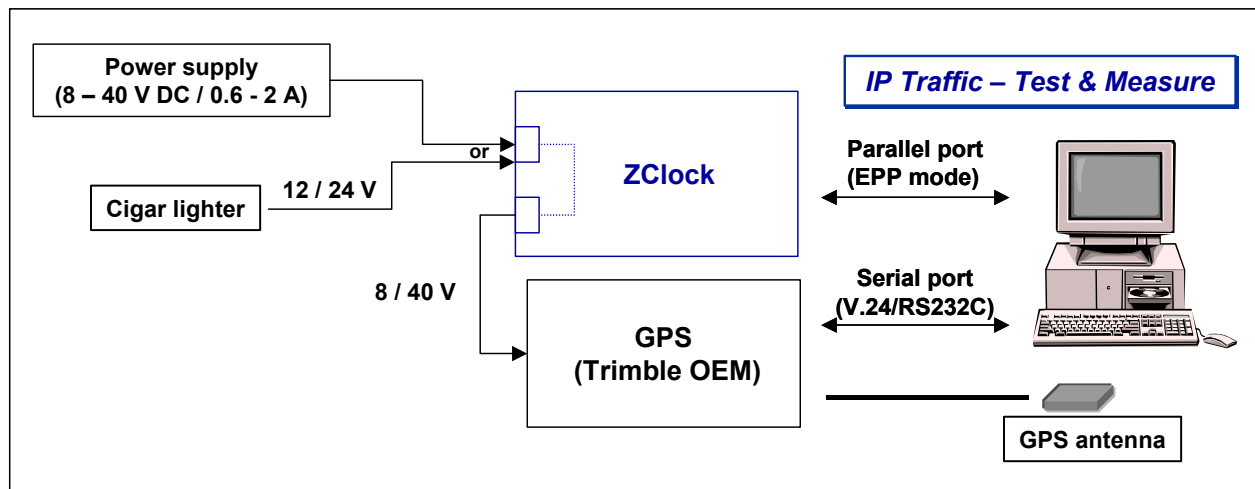 Power supply
(8 – 40 V DC / 0.6 - 2 A)
IP Traffic – Test & Measure
or
ZClock
Parallel port
(EPP mode)
12 / 24 V
Cigar lighter
8 / 40 V
Serial port
(V.24/RS232C)
GPS
(Trimble OEM)
GPS antenna